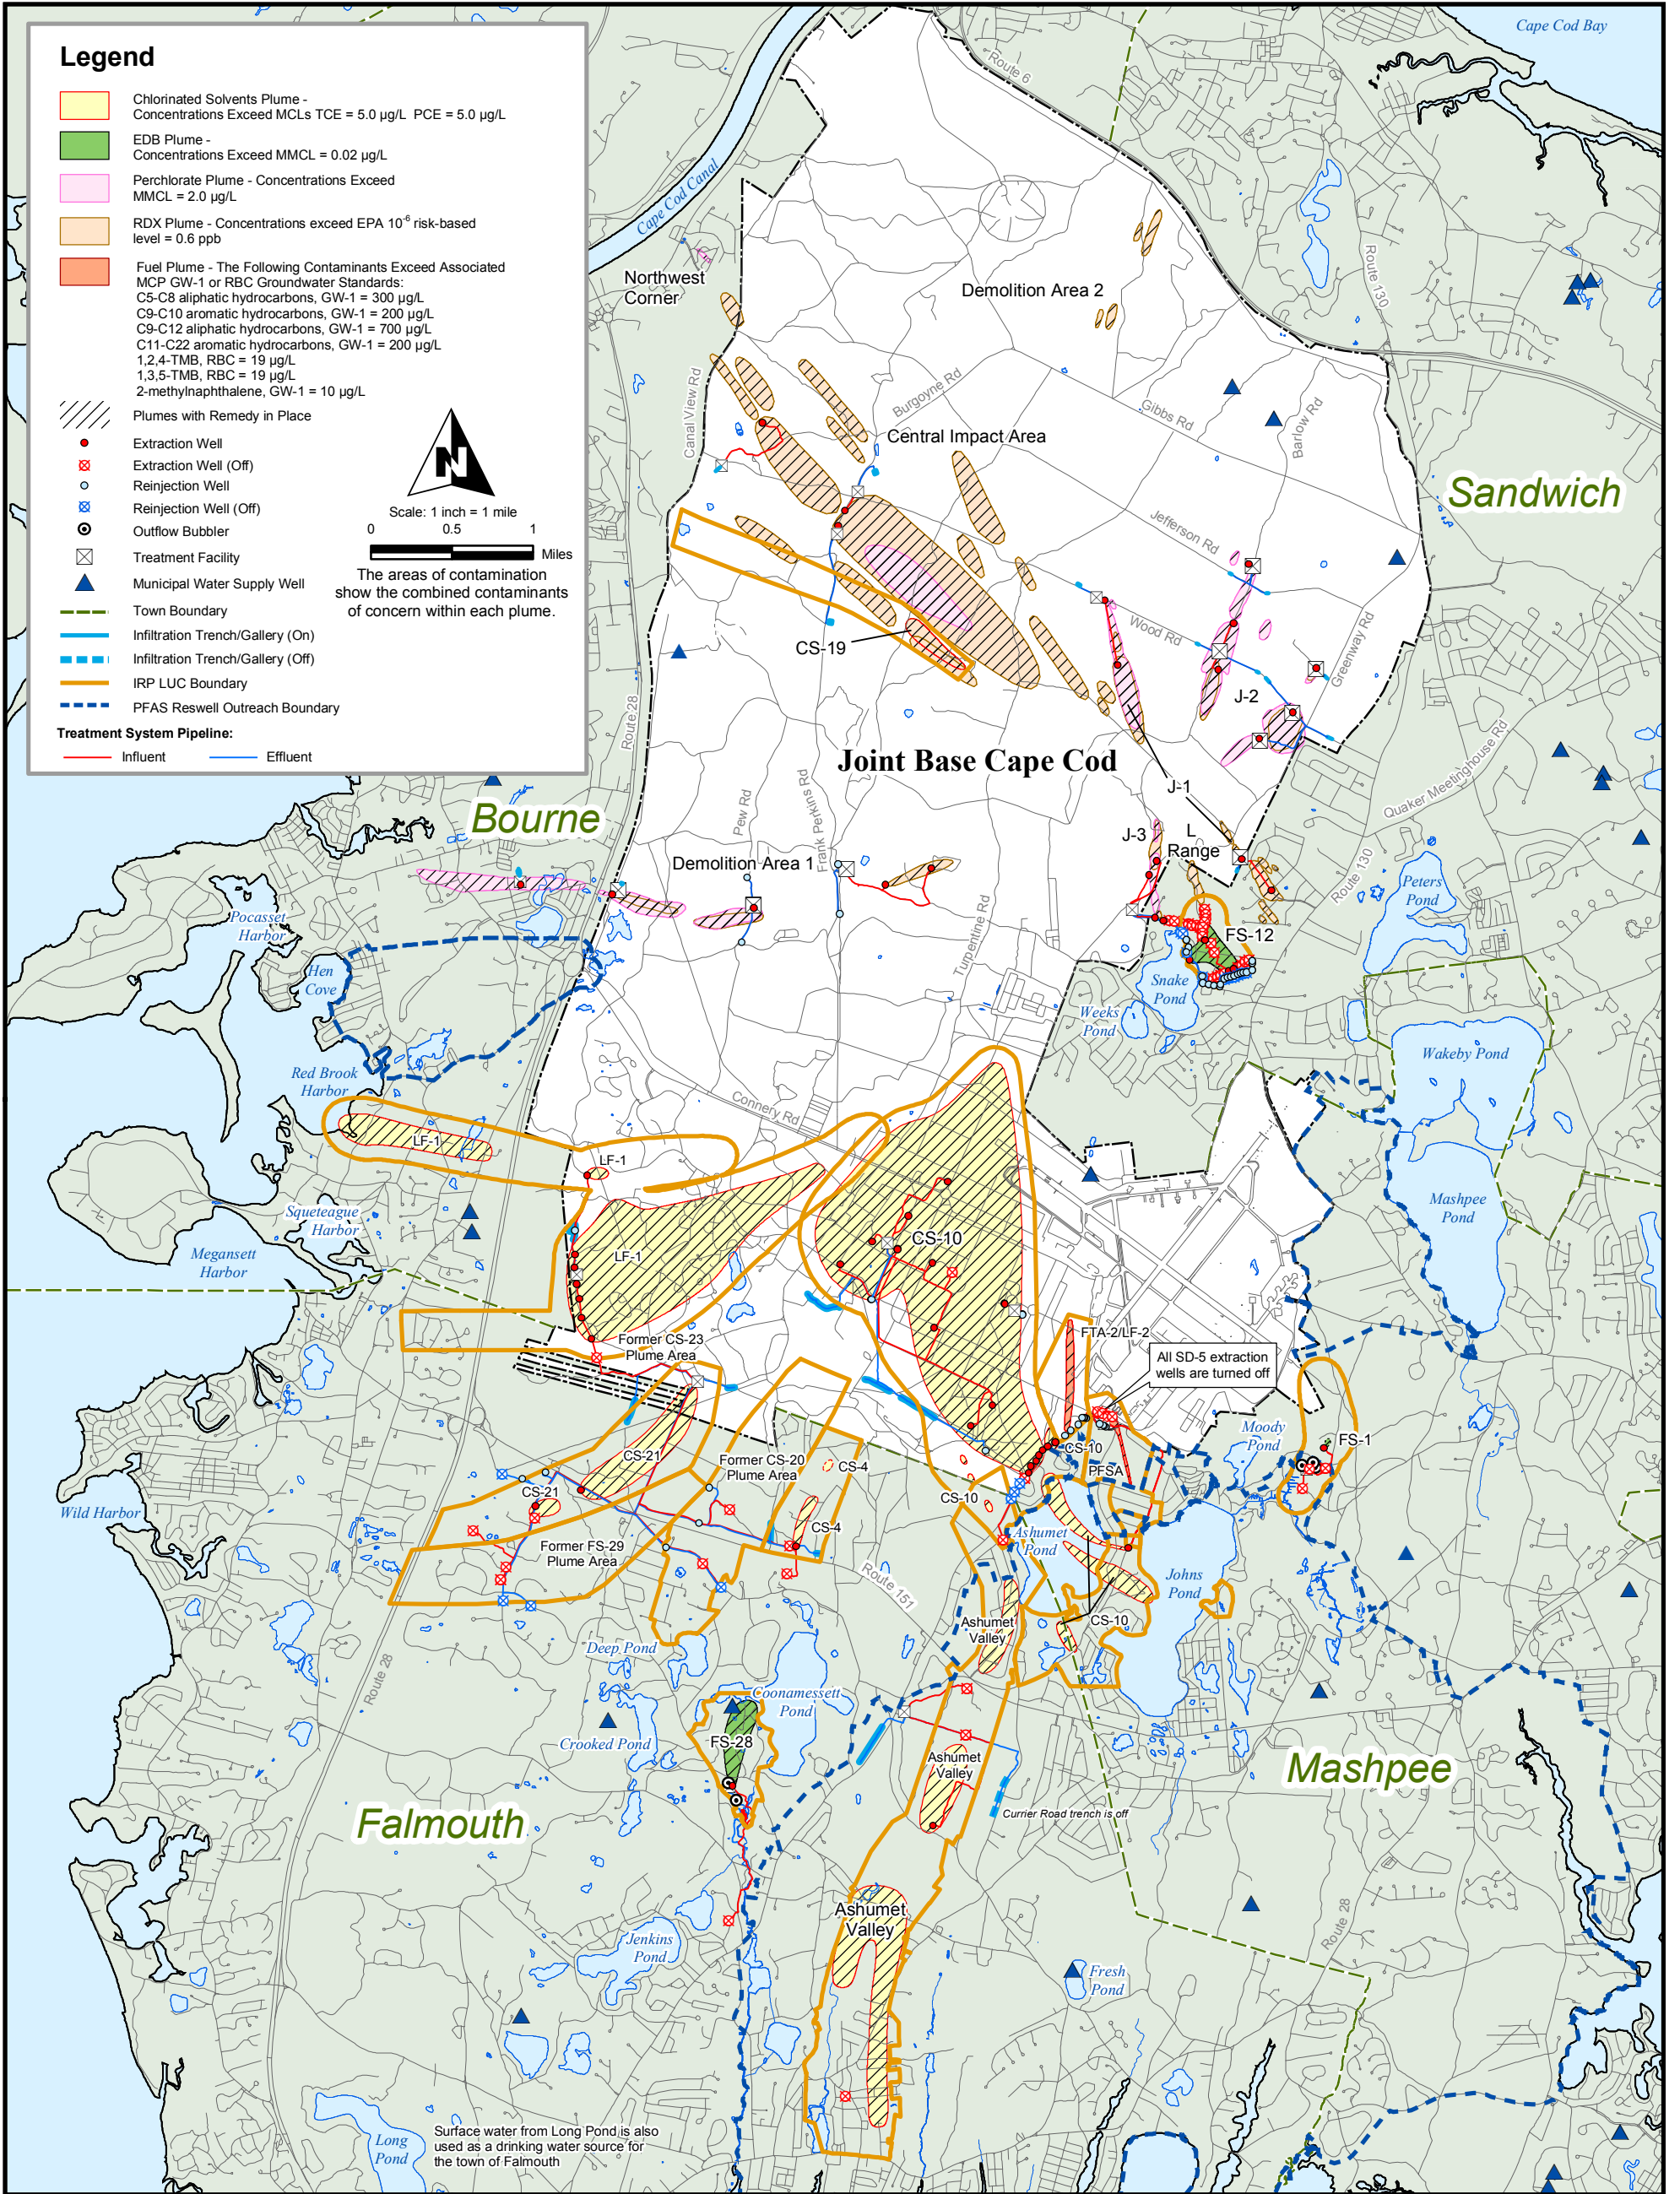 Legend
Chlorinated Solvents Plume -
Concentrations Exceed MCLs TCE = 5.0 µg/L PCE = 5.0 µg/L
EDB Plume -
Concentrations Exceed MMCL = 0.02 µg/L
Perchlorate Plume - Concentrations Exceed
MMCL = 2.0 µg/L
RDX Plume - Concentrations exceed EPA 10-6 risk-based
level = 0.6 ppb
Fuel Plume - The Following Contaminants Exceed Associated
MCP GW-1 or RBC Groundwater Standards:
C5-C8 aliphatic hydrocarbons, GW-1 = 300 µg/L
C9-C10 aromatic hydrocarbons, GW-1 = 200 µg/L
C9-C12 aliphatic hydrocarbons, GW-1 = 700 µg/L
C11-C22 aromatic hydrocarbons, GW-1 = 200 µg/L
1,2,4-TMB, RBC = 19 µg/L
1,3,5-TMB, RBC = 19 µg/L
2-methylnaphthalene, GW-1 = 10 µg/L
Plumes with Remedy in Place
Extraction Well
Extraction Well (Off)
Reinjection Well
Reinjection Well (Off)
Outflow Bubbler
Treatment Facility
Municipal Water Supply Well
Town Boundary
Infiltration Trench/Gallery (On)
Infiltration Trench/Gallery (Off)
IRP LUC Boundary
PFAS Reswell Outreach Boundary
Treatment System Pipeline:
Influent
Effluent
N
Scale: 1 inch = 1 mile
0 0.5 1
Miles
The areas of contamination
show the combined contaminants
of concern within each plume.
Cape Cod Bay
Route 6
Cape Cod Canal
Route 130
Northwest
Corner
Demolition Area 2
Canal View Rd
Burgoyne Rd
Gibbs Rd
Barlow Rd
Central Impact Area
Sandwich
Jefferson Rd
Wood Rd
Greenway Rd
CS-19
J-2
Route 28
Joint Base Cape Cod
J-1
Quaker Meetinghouse Rd
Bourne
Pew Rd
Frank Perkins Rd
J-3
L
Range
Demolition Area 1
Route 130
Peters
Pond
Pocasset
Harbor
Turpentine Rd
FS-12
Hen
Cove
Snake
Pond
Weeks
Pond
Wakeby Pond
Red Brook
Harbor
Connery Rd
LF-1
LF-1
Mashpee
Pond
Squeteague
Harbor
Megansett
Harbor
LF-1
CS-10
Former CS-23
Plume Area
FTA-2/LF-2
All SD-5 extraction
wells are turned off
Moody
Pond
FS-1
CS-21
Former CS-20
Plume Area
CS-4
CS-10
PFSA
CS-21
CS-10
Wild Harbor
CS-4
Ashumet
Pond
Former FS-29
Plume Area
Route 151
Johns
Pond
Ashumet
Valley
CS-10
Deep Pond
Route 28
Coonamessett
Pond
Crooked Pond
FS-28
Ashumet
Valley
Mashpee
Currier Road trench is off
Falmouth
Ashumet
Valley
Route 28
Jenkins
Pond
Fresh
Pond
Long
Pond
Surface water from Long Pond is also
used as a drinking water source for
the town of Falmouth